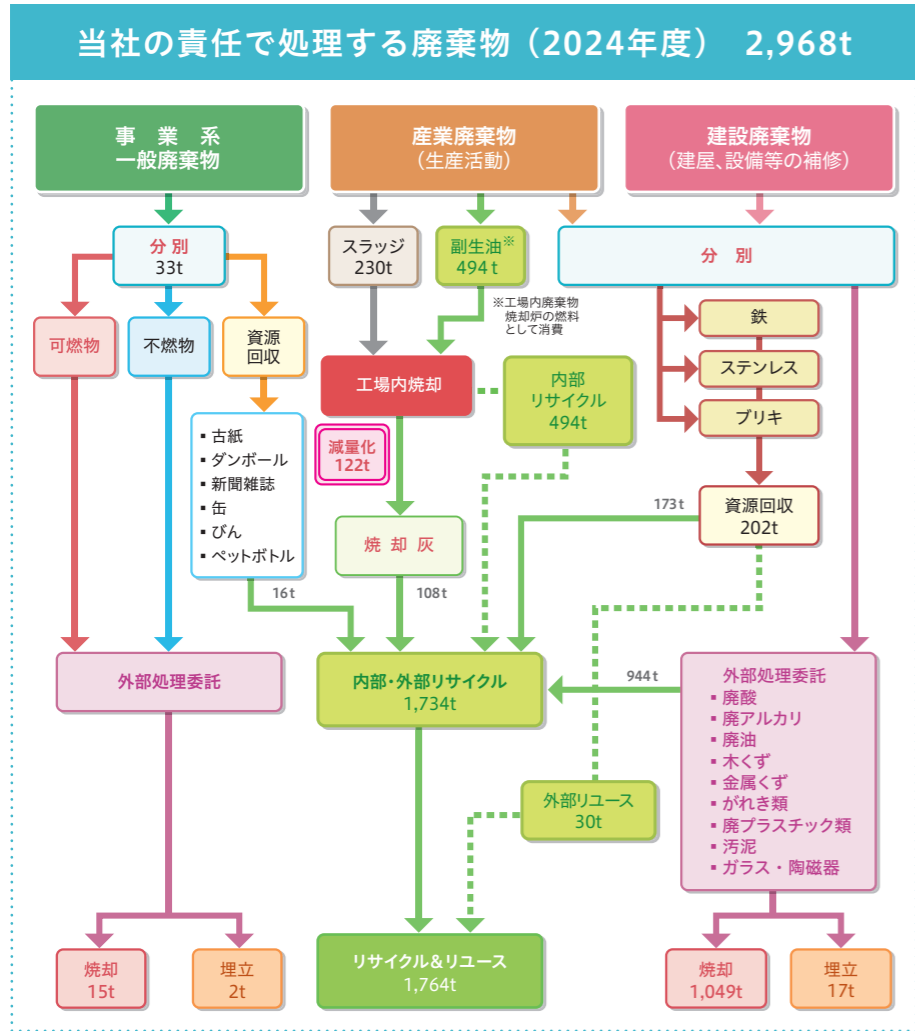 当社の責任で処理する廃棄物（2024年度） 2,968t
事 業 系
一般廃棄物
産業廃棄物
（生産活動）
建設廃棄物
（建屋、設備等の補修）
分別
33t
スラッジ
230t
副生油※
494t
分 別
※工場内廃棄物
焼却炉の燃料
として消費
可燃物
不燃物
資源
回収
鉄
ステンレス
ブリキ
工場内焼却
内部
リサイクル
494t
減量化
122t
▪ 古紙
▪ ダンボール
▪ 新聞雑誌
▪ 缶
▪ びん
▪ ペットボトル
焼 却 灰
173t
資源回収
202t
16t
108t
外部処理委託
内部・外部リサイクル
1,734t
944t
外部処理委託
▪ 廃酸
▪ 廃アルカリ
▪ 廃油
▪ 木くず
▪ 金属くず
▪ がれき類
▪ 廃プラスチック類
▪ 汚泥
▪ ガラス・陶磁器
外部リユース
30t
焼却
15t
埋立
2t
リサイクル&リユース
1,764t
焼却
1,049t
埋立
17t